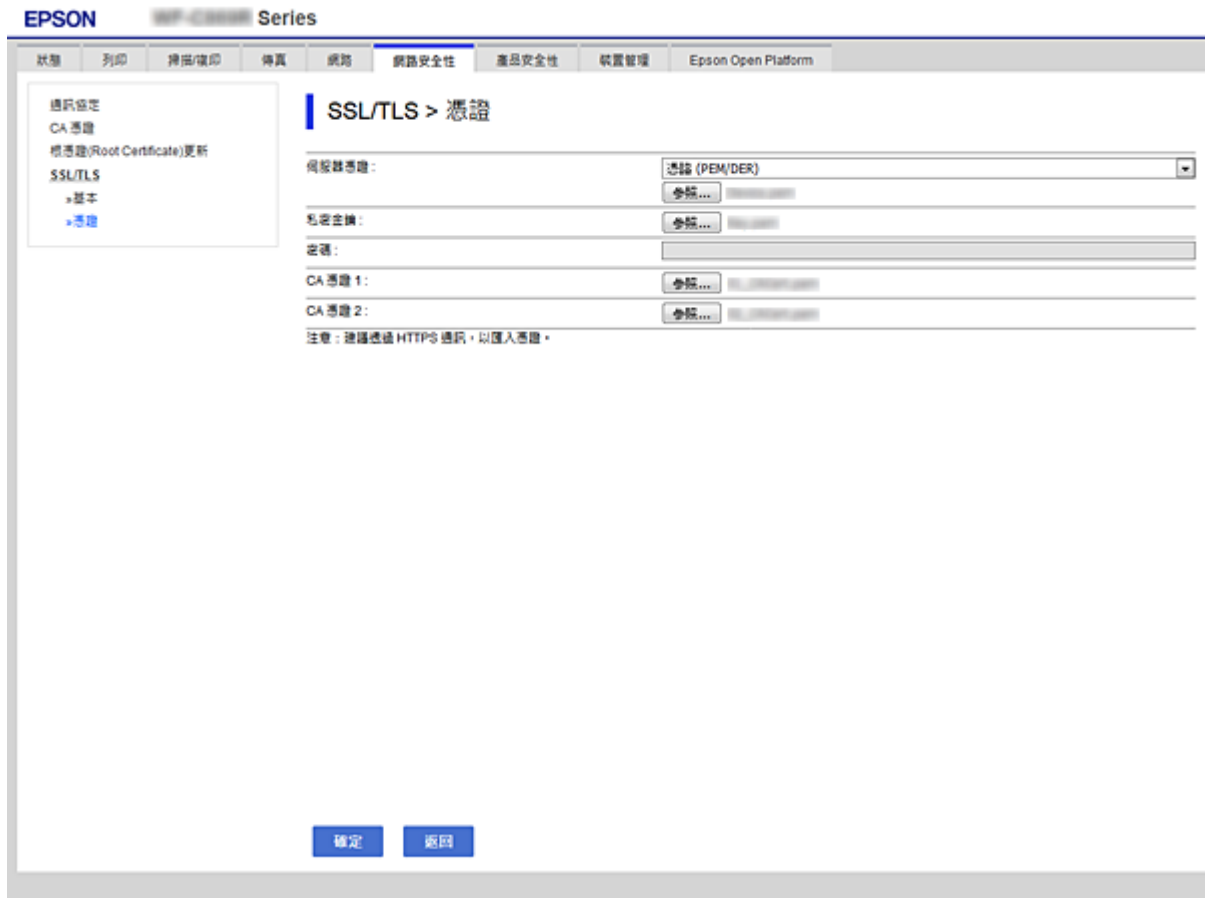 EPSON Series
狀態 列印 掃描/複印 傳真 網路 網路安全性 產品安全性 裝置管理 Epson Open Platform
通訊協定
CA 憑證
根憑證(Root Certificate)更新
SSL/TLS
»基本
»憑證
SSL/TLS > 憑證
伺服器憑證 : 憑證 (PEM/DER)
參照...
私密金鑰 : 參照...
密碼 :
CA 憑證 1 : 參照...
CA 憑證 2 : 參照...
注意：建議透過 HTTPS 通訊，以匯入憑證。
確定 返回